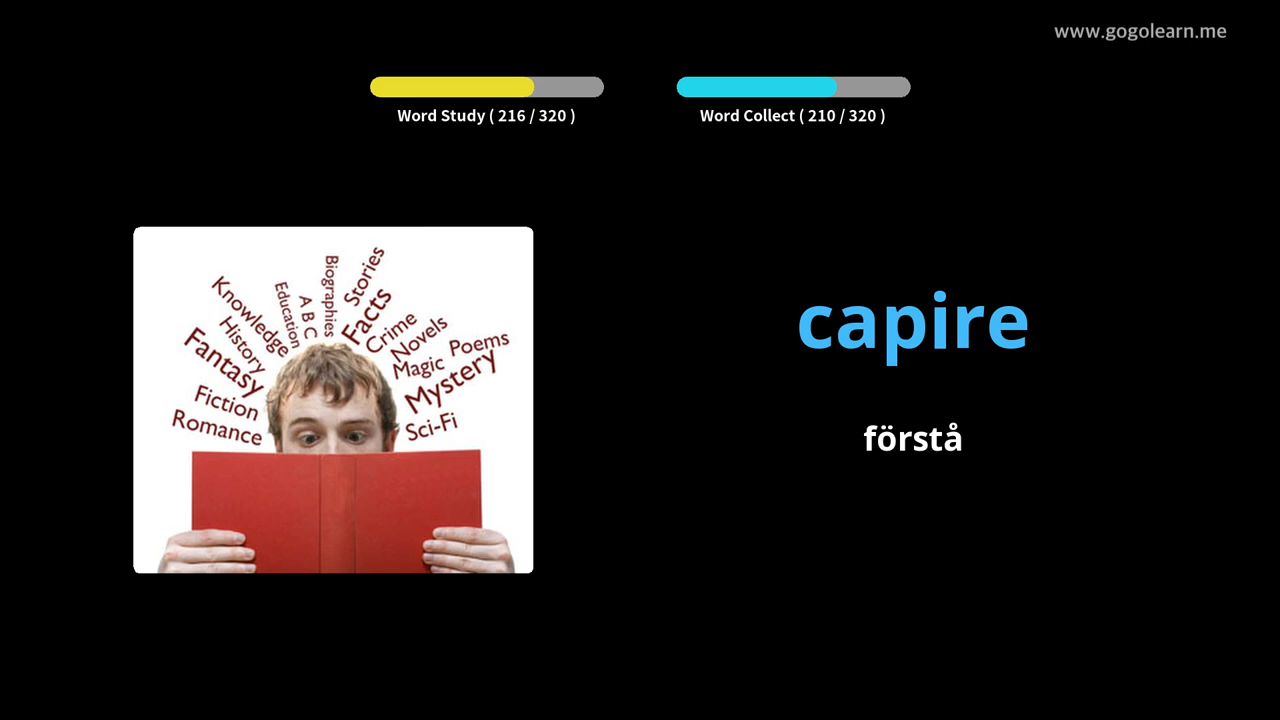 www.gogolearn.me
Word Study ( 216 / 320 )
Word Collect ( 210 / 320 )
Biographies
Stories
Education
A B C
Facts
Knowledge
Crime
History
Novels
Fantasy
Magic
Poems
Mystery
Fiction
Romance
Sci-Fi
capire
förstå